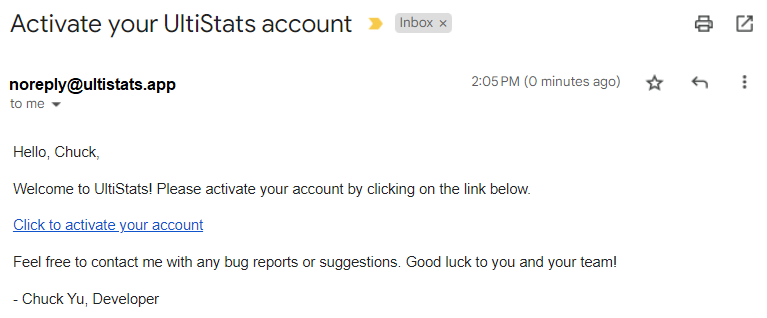 Activate your UltiStats account Inbox ×
noreply@ultistats.app 2:05 PM (0 minutes ago)
to me
Hello, Chuck,
Welcome to UltiStats! Please activate your account by clicking on the link below.
Click to activate your account
Feel free to contact me with any bug reports or suggestions. Good luck to you and your team!
- Chuck Yu, Developer